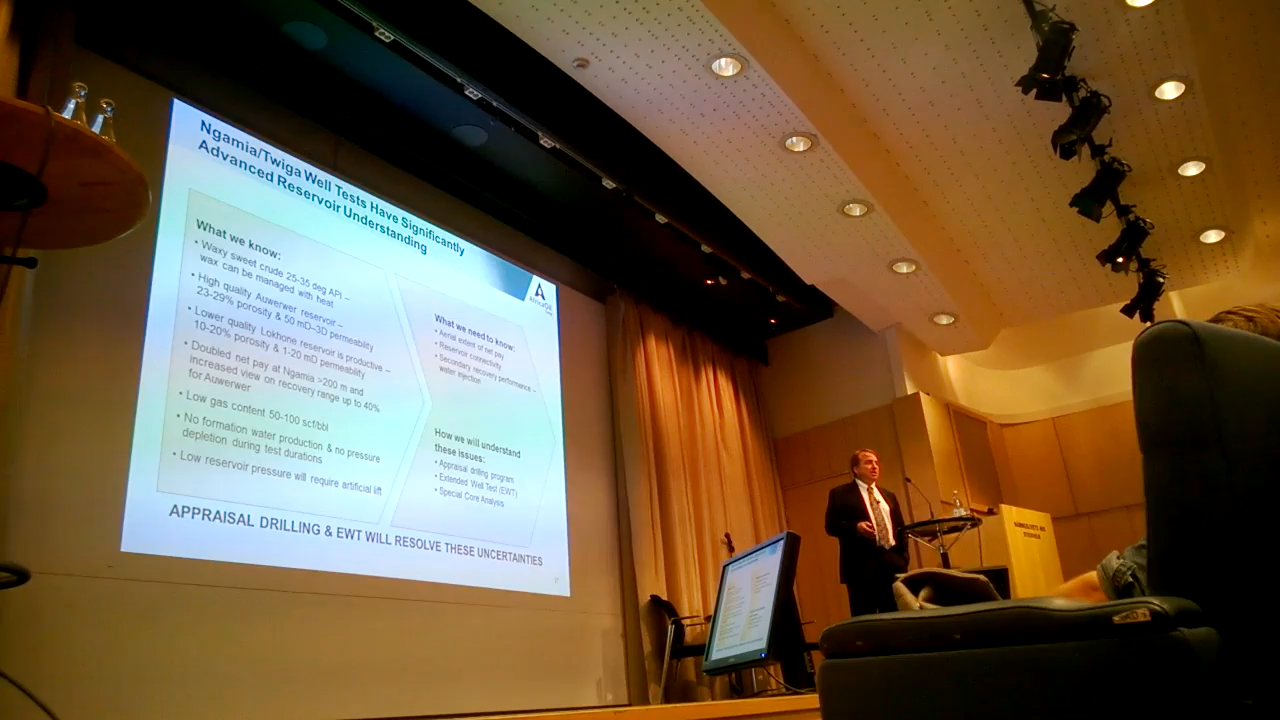 Ngamia/Twiga Well Tests Have Significantly
Advanced Reservoir Understanding
What we know:
• Waxy sweet crude 25-35 deg API –
wax can be managed with heat
• High quality Auwerwer reservoir –
23-29% porosity & 50 mD-3D permeability
• Lower quality Lokhone reservoir is productive –
10-20% porosity & 1-20 mD permeability
• Doubled net pay at Ngamia >200 m and
increased view on recovery range up to 40%
for Auwerwer
• Low gas content 50-100 scf/bbl
• No formation water production & no pressure
depletion during test durations
• Low reservoir pressure will require artificial lift
AfricaOil
What we need to know:
• Aerial extent of net pay
• Reservoir connectivity
• Secondary recovery performance –
water injection
How we will understand
these issues:
• Appraisal drilling program
• Extended Well Test (EWT)
• Special Core Analysis
APPRAISAL DRILLING & EWT WILL RESOLVE THESE UNCERTAINTIES